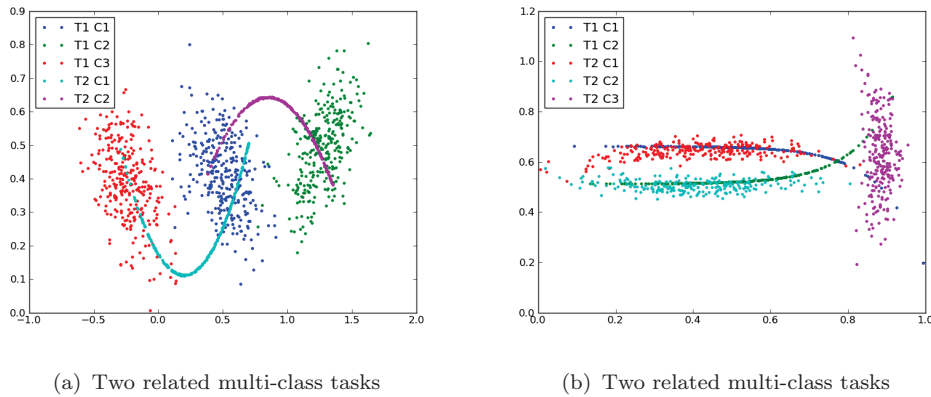 0.9
0.8
0.7
0.6
0.5
0.4
0.3
0.2
0.1
0.0
−1.0 −0.5 0.0 0.5 1.0 1.5 2.0
T1 C1
T1 C2
T1 C3
T2 C1
T2 C2
(a) Two related multi-class tasks
1.2
1.0
0.8
0.6
0.4
0.2
0.0
0.0 0.2 0.4 0.6 0.8 1.0
T1 C1
T1 C2
T2 C1
T2 C2
T2 C3
(b) Two related multi-class tasks